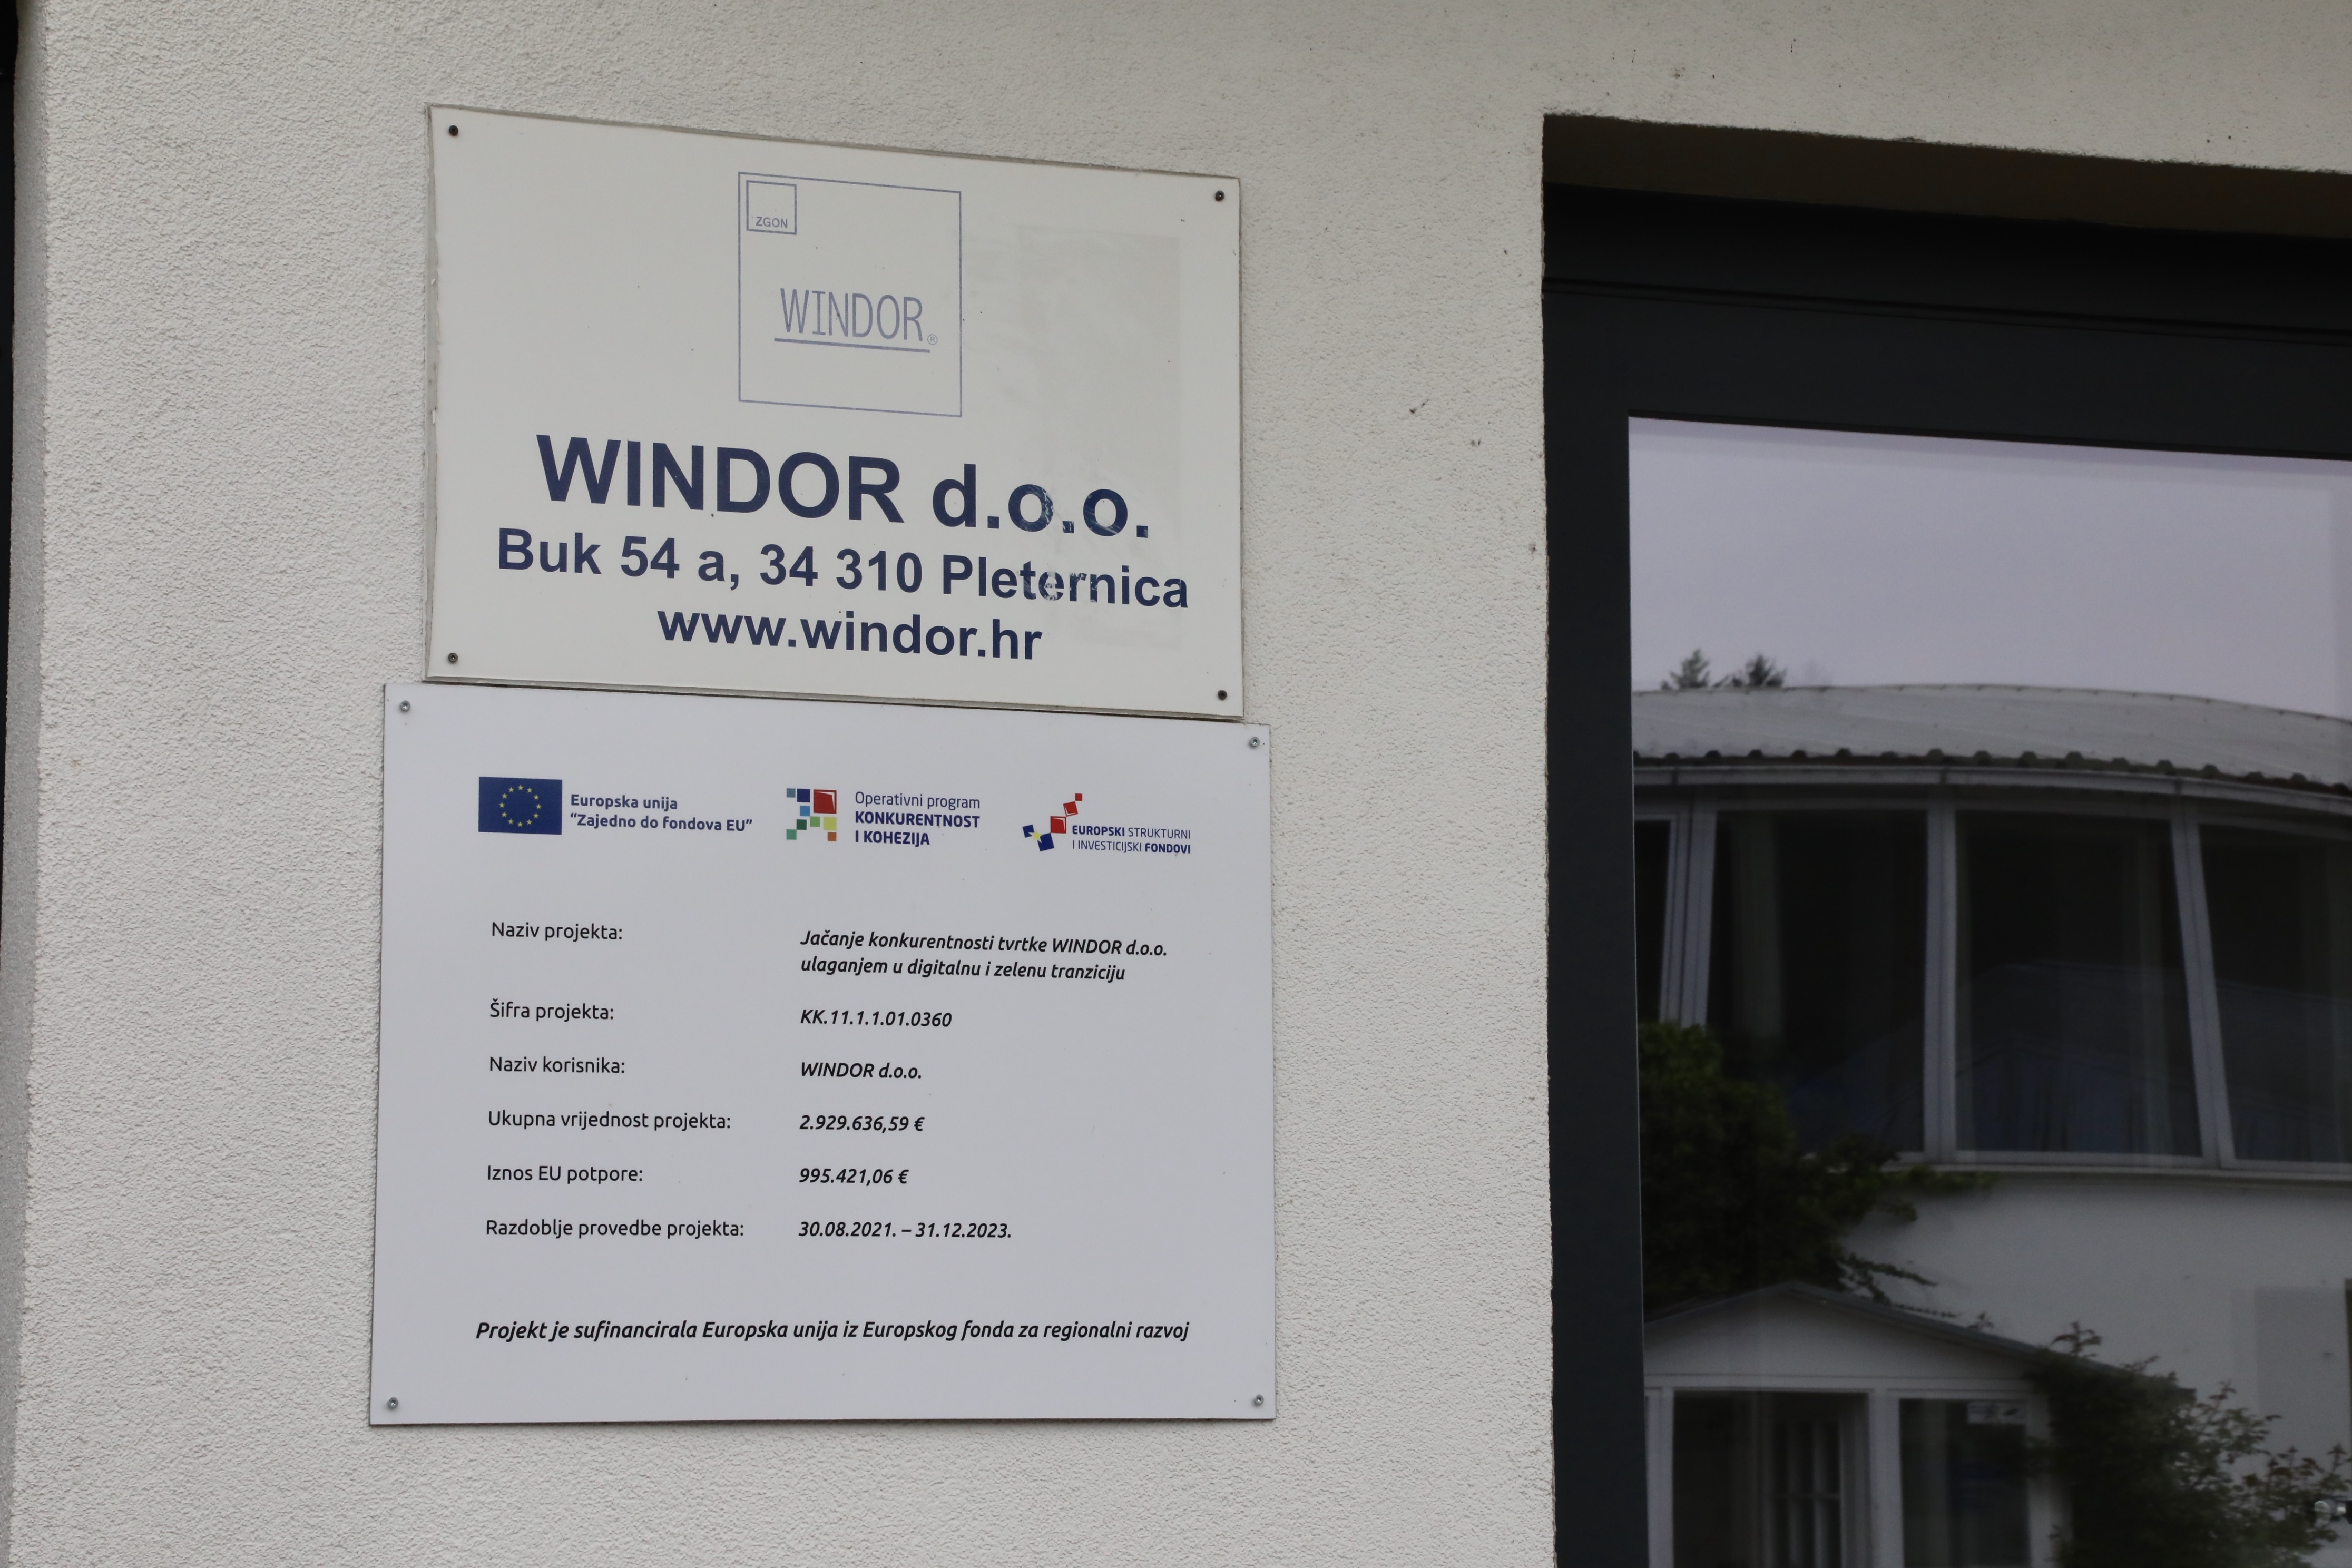 ZGON
WINDOR®
WINDOR d.o.o.
Buk 54 a, 34 310 Pleternica
www.windor.hr
Europska unija
"Zajedno do fondova EU"
Operativni program
KONKURENTNOST
I KOHEZIJA
EUROPSKI STRUKTURNI
I INVESTICIJSKI FONDOVI
Naziv projekta: Jačanje konkurentnosti tvrtke WINDOR d.o.o.
ulaganjem u digitalnu i zelenu tranziciju
Šifra projekta: KK.11.1.1.01.0360
Naziv korisnika: WINDOR d.o.o.
Ukupna vrijednost projekta: 2.929.636,59 €
Iznos EU potpore: 995.421,06 €
Razdoblje provedbe projekta: 30.08.2021. – 31.12.2023.
Projekt je sufinancirala Europska unija iz Europskog fonda za regionalni razvoj